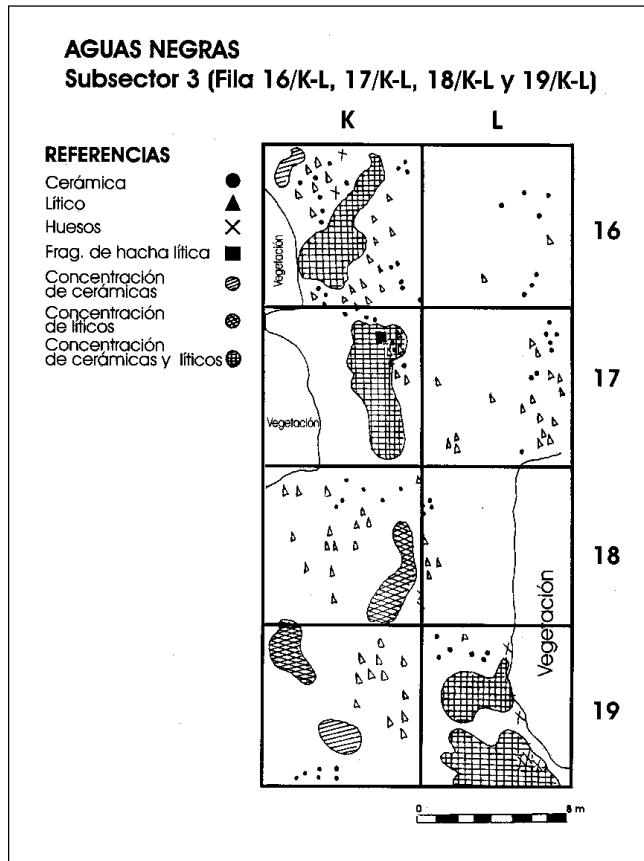 AGUAS NEGRAS
Subsector 3 (Fila 16/K-L, 17/K-L, 18/K-L y 19/K-L)
K L
REFERENCIAS
Cerámica
Lítico
Huesos
Frag. de hacha lítica
Concentración
de cerámicas
Concentración
de líticos
Concentración
de cerámicas y líticos
Vegetación
16
Vegetación
17
18
Vegetación
19
0 8 m